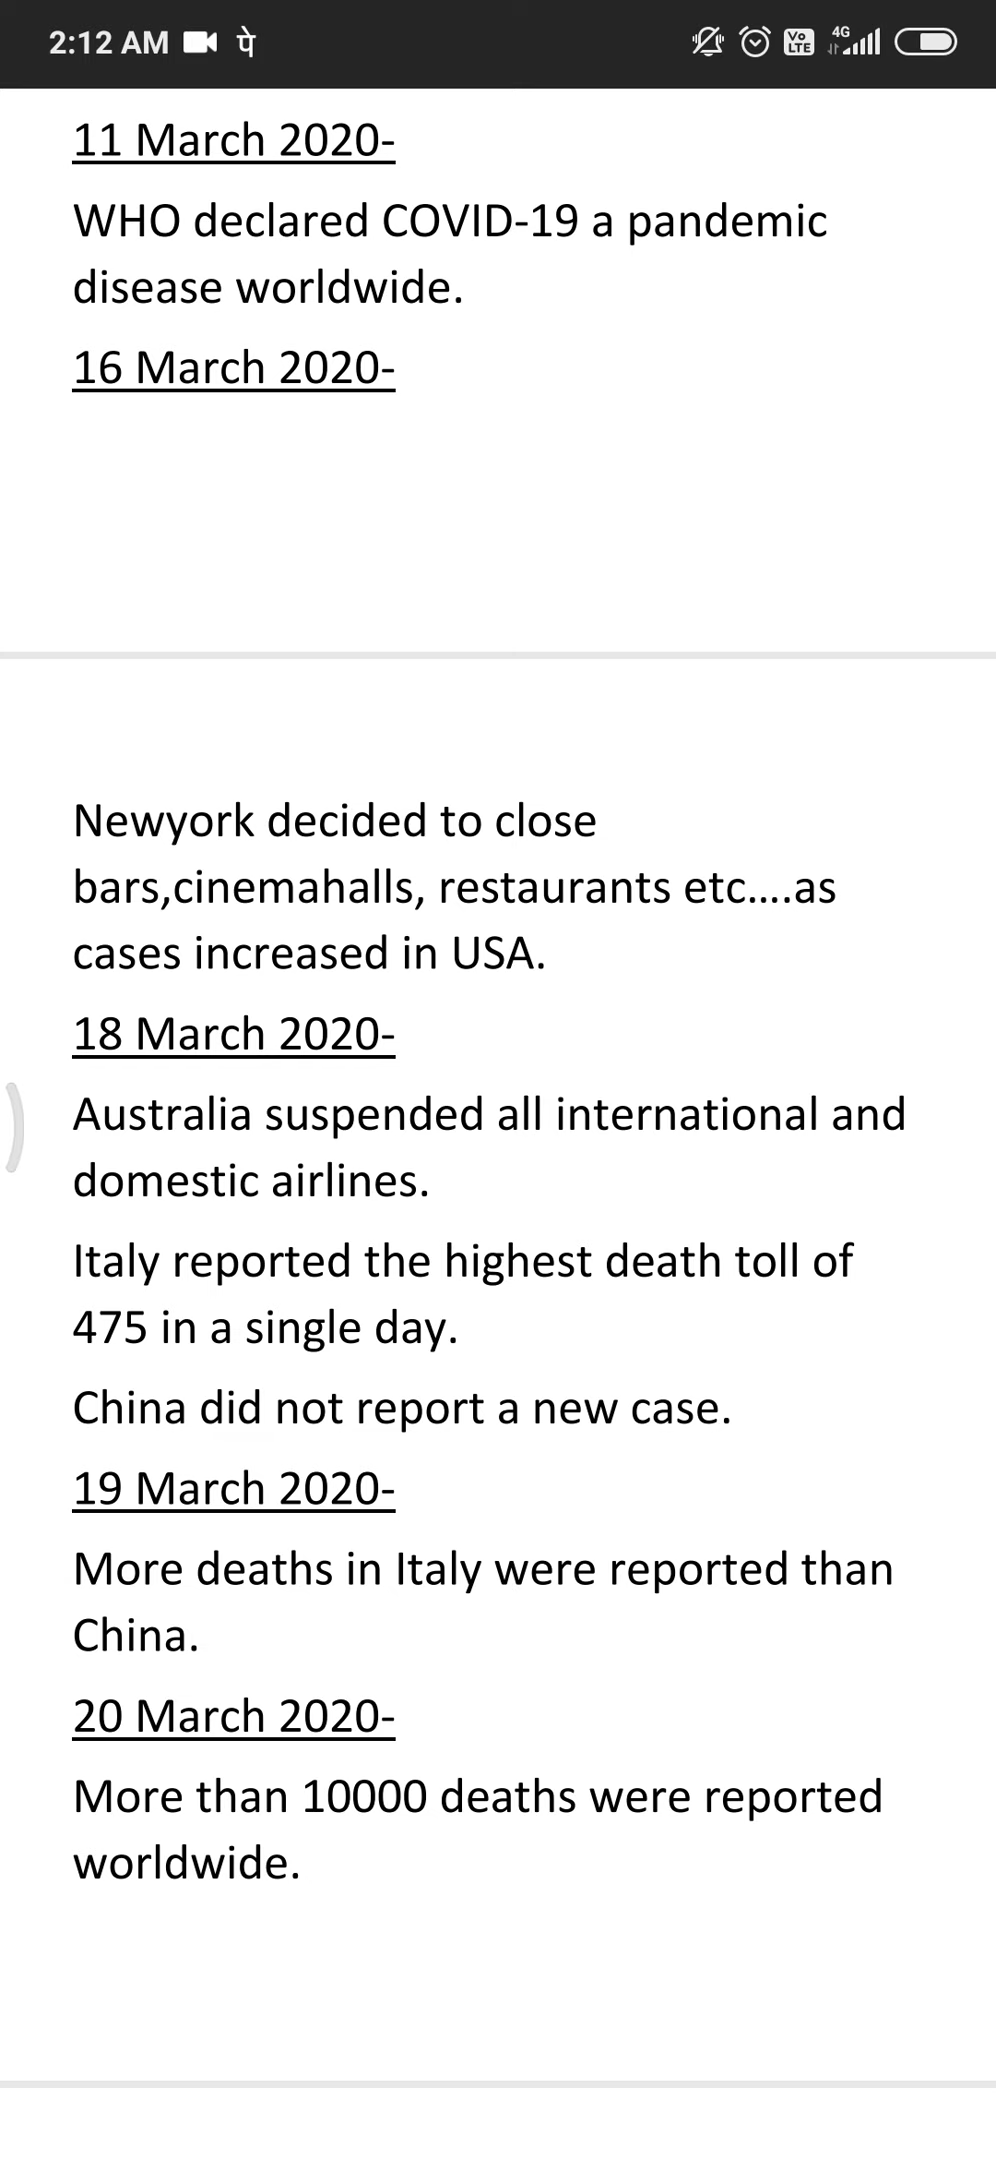 2:12 AM पे
Vo LTE 4G
11 March 2020-
WHO declared COVID-19 a pandemic
disease worldwide.
16 March 2020-
Newyork decided to close
bars,cinemahalls, restaurants etc....as
cases increased in USA.
18 March 2020-
Australia suspended all international and
domestic airlines.
Italy reported the highest death toll of
475 in a single day.
China did not report a new case.
19 March 2020-
More deaths in Italy were reported than
China.
20 March 2020-
More than 10000 deaths were reported
worldwide.